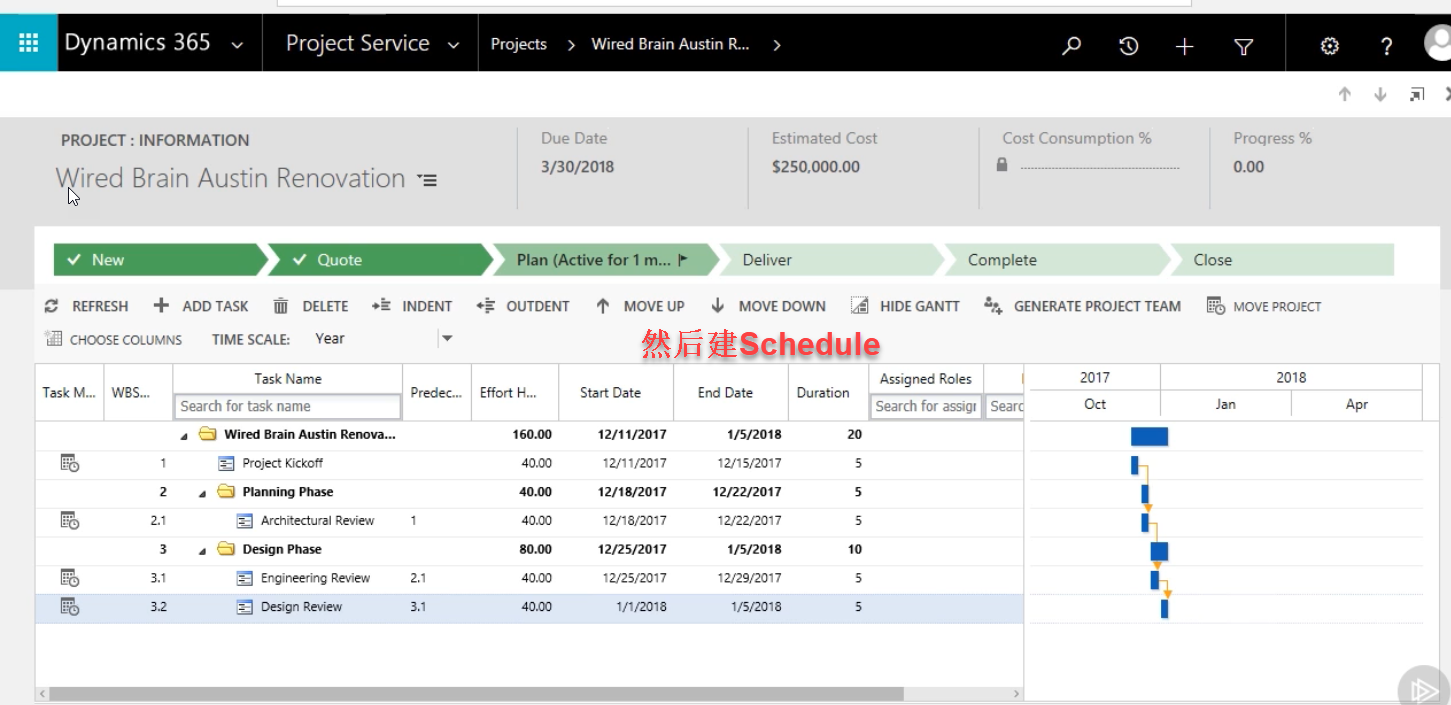 Dynamics 365 Project Service Projects > Wired Brain Austin R... >
PROJECT : INFORMATION
Wired Brain Austin Renovation
Due Date
3/30/2018
Estimated Cost
$250,000.00
Cost Consumption %
Progress %
0.00
New Quote Plan (Active for 1 m... Deliver Complete Close
REFRESH ADD TASK DELETE INDENT OUTDENT MOVE UP MOVE DOWN HIDE GANTT GENERATE PROJECT TEAM MOVE PROJECT
CHOOSE COLUMNS TIME SCALE: Year
然后建Schedule
Task M... WBS... Task Name Predec... Effort H... Start Date End Date Duration Assigned Roles
Search for task name Search for assign Searc
2017 2018
Oct Jan Apr
Wired Brain Austin Renova... 160.00 12/11/2017 1/5/2018 20
1 Project Kickoff 40.00 12/11/2017 12/15/2017 5
2 Planning Phase 40.00 12/18/2017 12/22/2017 5
2.1 Architectural Review 1 40.00 12/18/2017 12/22/2017 5
3 Design Phase 80.00 12/25/2017 1/5/2018 10
3.1 Engineering Review 2.1 40.00 12/25/2017 12/29/2017 5
3.2 Design Review 3.1 40.00 1/1/2018 1/5/2018 5